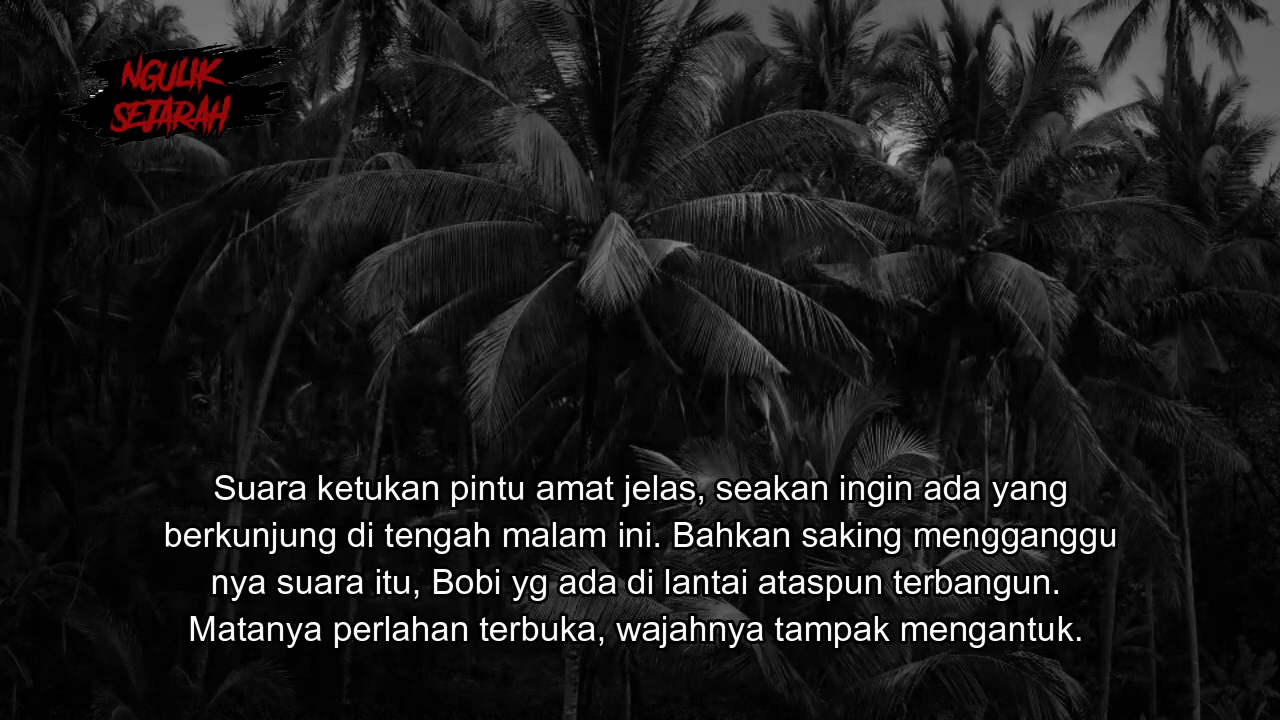 NGULIK
SEJARAH
Suara ketukan pintu amat jelas, seakan ingin ada yang
berkunjung di tengah malam ini. Bahkan saking mengganggu
nya suara itu, Bobi yg ada di lantai ataspun terbangun.
Matanya perlahan terbuka, wajahnya tampak mengantuk.